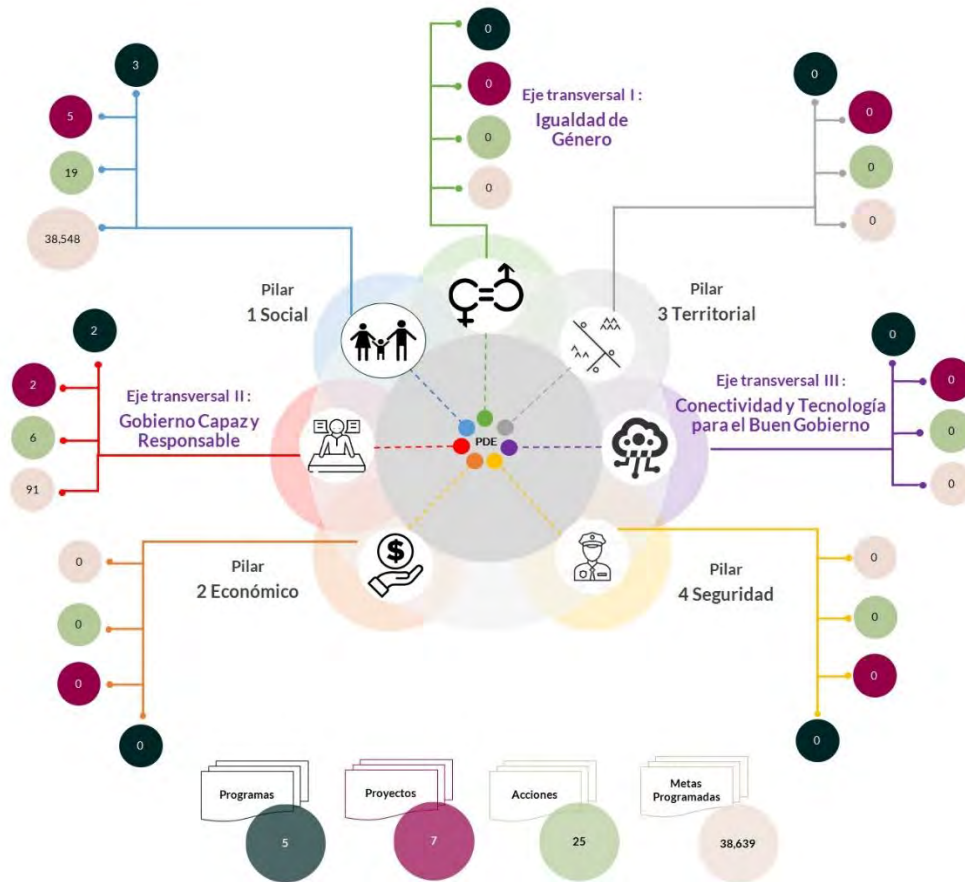 0
3
0
Eje transversal I :
Igualdad de
Género
0
0
5
0
19
0
0
0
38,548
0
Pilar
1 Social
Pilar
3 Territorial
2
0
2
Eje transversal II :
Gobierno Capaz y
Responsable
Eje transversal III :
Conectividad y Tecnología
para el Buen Gobierno
0
6
0
91
0
PDE
0
Pilar
2 Económico
$
Pilar
4 Seguridad
0
0
0
0
0
0
0
Programas
Proyectos
Acciones
Metas
Programadas
5
7
25
38,639